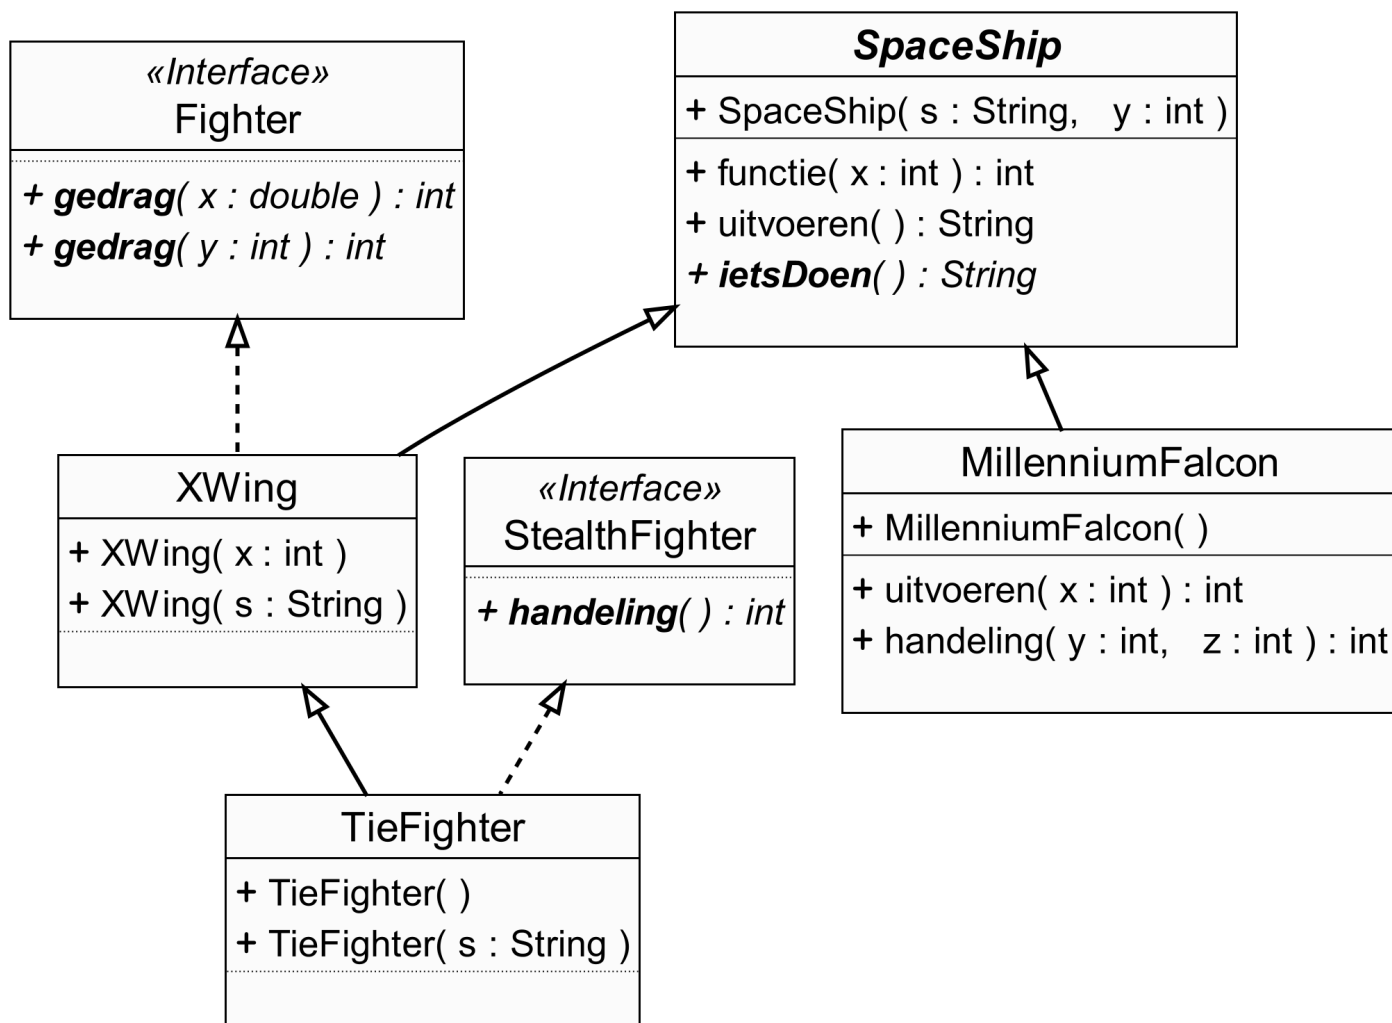 «Interface»
Fighter
+ gedrag( x : double ) : int
+ gedrag( y : int ) : int
SpaceShip
+ SpaceShip( s : String, y : int )
+ functie( x : int ) : int
+ uitvoeren( ) : String
+ ietsDoen( ) : String
XWing
+ XWing( x : int )
+ XWing( s : String )
«Interface»
StealthFighter
+ handeling( ) : int
MillenniumFalcon
+ MillenniumFalcon( )
+ uitvoeren( x : int ) : int
+ handeling( y : int, z : int ) : int
TieFighter
+ TieFighter( )
+ TieFighter( s : String )